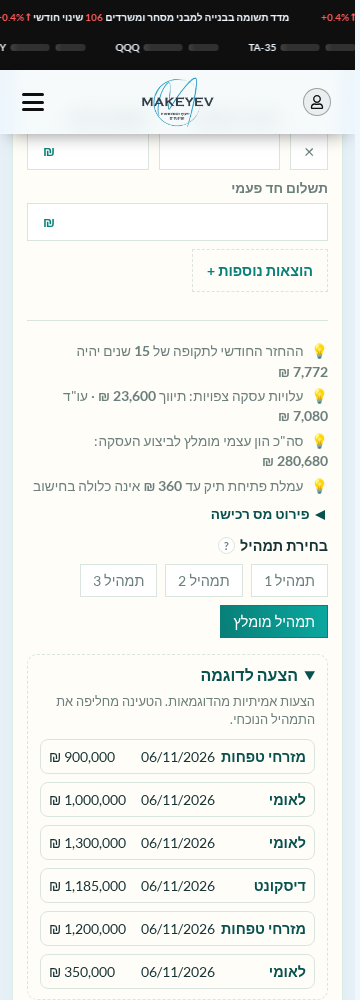 +0.4% מדד תשומה בבנייה למבני מסחר ומשרדים 106 שינוי חודשי +0.4%
QQQ TA-35
MAKEYEV
₪ ×
תשלום חד פעמי
₪
הוצאות נוספות +
💡 ההחזר החודשי לתקופה של 15 שנים יהיה
7,772 ₪
💡 עלויות עסקה צפויות: תיווך 23,600 ₪ · עו"ד
7,080 ₪
💡 סה"כ הון עצמי מומלץ לביצוע העסקה:
280,680 ₪
💡 עמלת פתיחת תיק עד 360 ₪ אינה כלולה בחישוב
◀ פירוט מס רכישה
בחירת תמהיל ?
תמהיל 1 תמהיל 2 תמהיל 3
תמהיל מומלץ
▼ הצעה לדוגמה
הצעות אמיתיות מהדוגמאות. הטעינה מחליפה את
התמהיל הנוכחי.
מזרחי טפחות 06/11/2026 900,000 ₪
לאומי 06/11/2026 1,000,000 ₪
לאומי 06/11/2026 1,300,000 ₪
דיסקונט 06/11/2026 1,185,000 ₪
מזרחי טפחות 06/11/2026 1,200,000 ₪
לאומי 06/11/2026 350,000 ₪